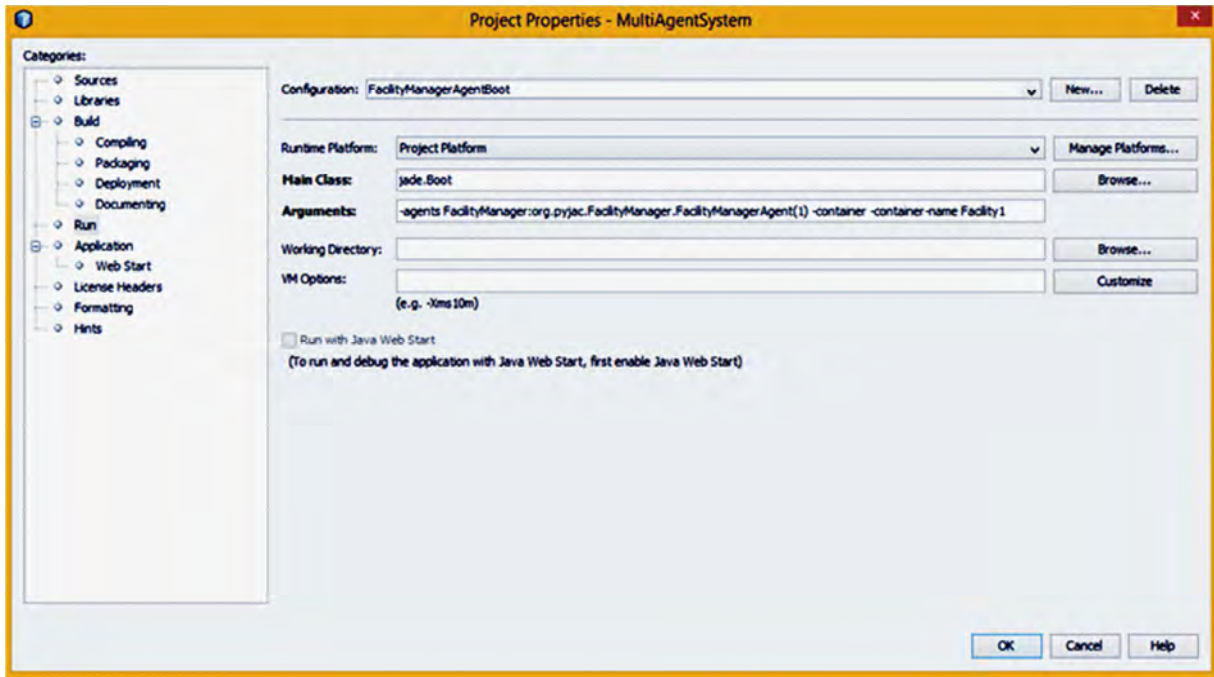 Project Properties - MultiAgentSystem
Categories:
Sources
Libraries
Build
Compiling
Packaging
Deployment
Documenting
Run
Application
Web Start
License Headers
Formatting
Hints
Configuration: FacilityManagerAgentBoot New... Delete
Runtime Platform: Project Platform Manage Platforms...
Main Class: jade.Boot Browse...
Arguments: -agents FacilityManager:org.pyjac.FacilityManager.FacilityManagerAgent(1) -container -container-name Facility1
Working Directory: Browse...
VM Options: Customize
(e.g. -Xms10m)
Run with Java Web Start
(To run and debug the application with Java Web Start, first enable Java Web Start)
OK Cancel Help